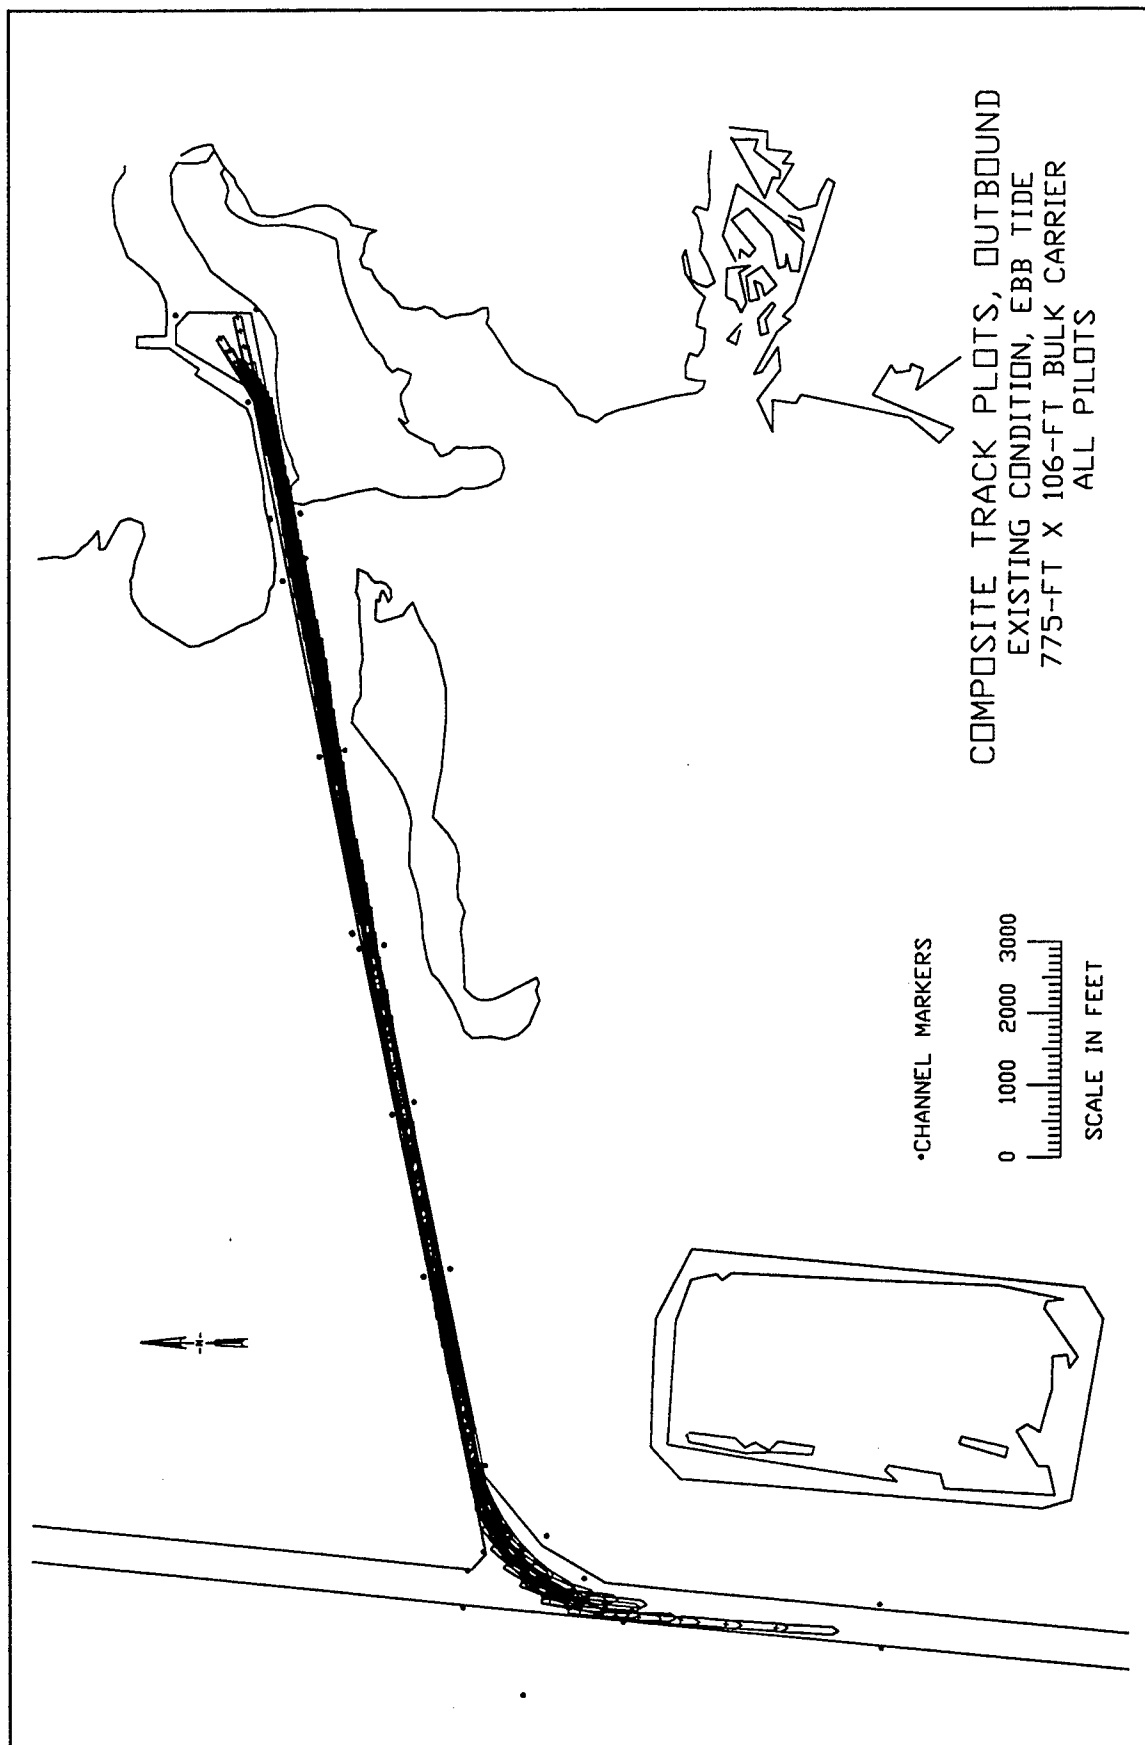 COMPOSITE TRACK PLOTS, OUTBOUND
EXISTING CONDITION, EBB TIDE
775-FT X 106-FT BULK CARRIER
ALL PILOTS
•CHANNEL MARKERS
0 1000 2000 3000
SCALE IN FEET
N